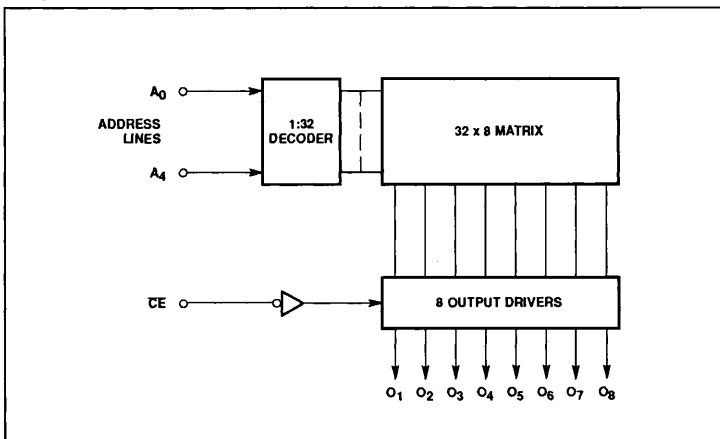 A0
ADDRESS
LINES
A4
1:32
DECODER
32 x 8 MATRIX
CE
8 OUTPUT DRIVERS
O1 O2 O3 O4 O5 O6 O7 O8